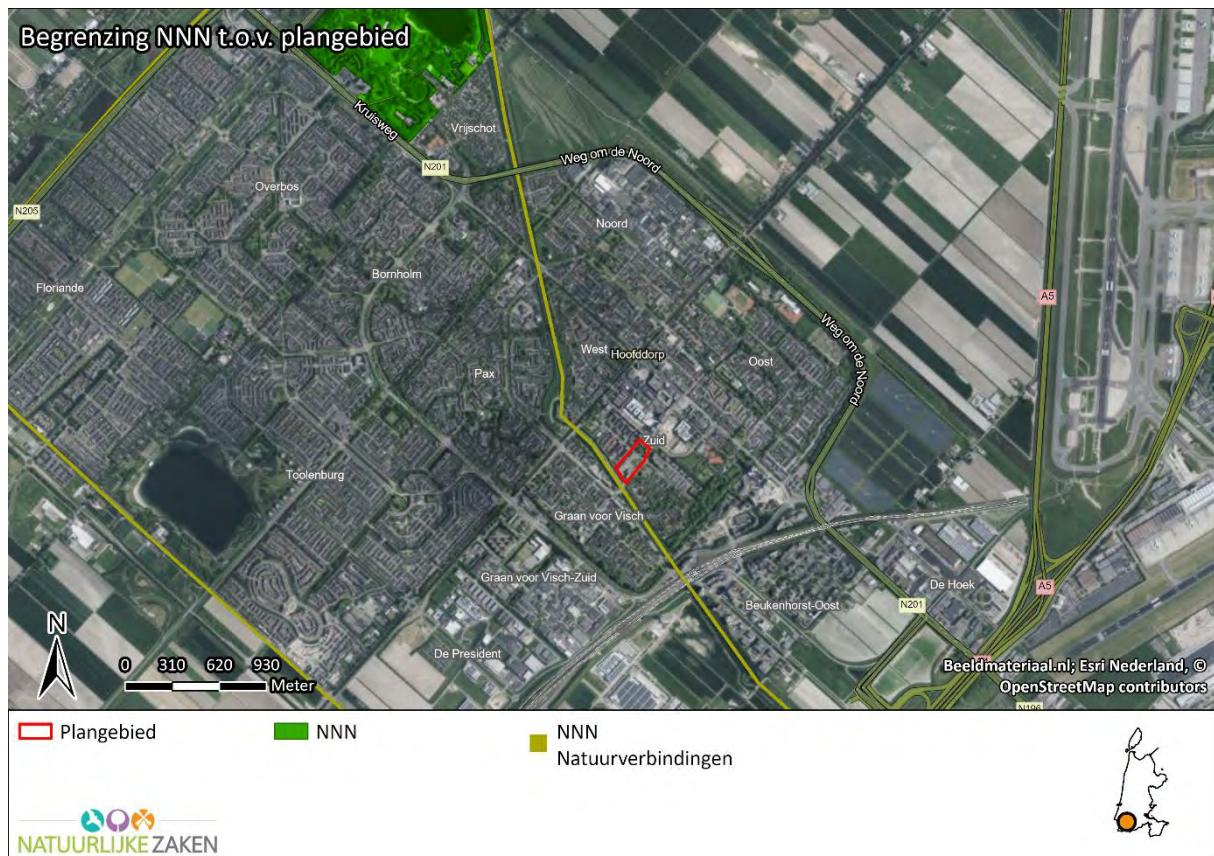 Begrenzing NNN t.o.v. plangebied
Kruisweg
Vrijschot
N201
Weg om de Noord
Overbos
N205
Noord
Bornholm
Floriande
A5
Weg om de Noord
West
Hoofddorp
Oost
Pax
Zuid
Toolenburg
Graan voor Visch
Graan voor Visch-Zuid
De Hoek
A5
Beukenhorst-Oost
N201
N
De President
0 310 620 930
Meter
Beeldmateriaal.nl; Esri Nederland, ©
OpenStreetMap contributors
N196
Plangebied
NNN
NNN
Natuurverbindingen
NATUURLIJKE ZAKEN